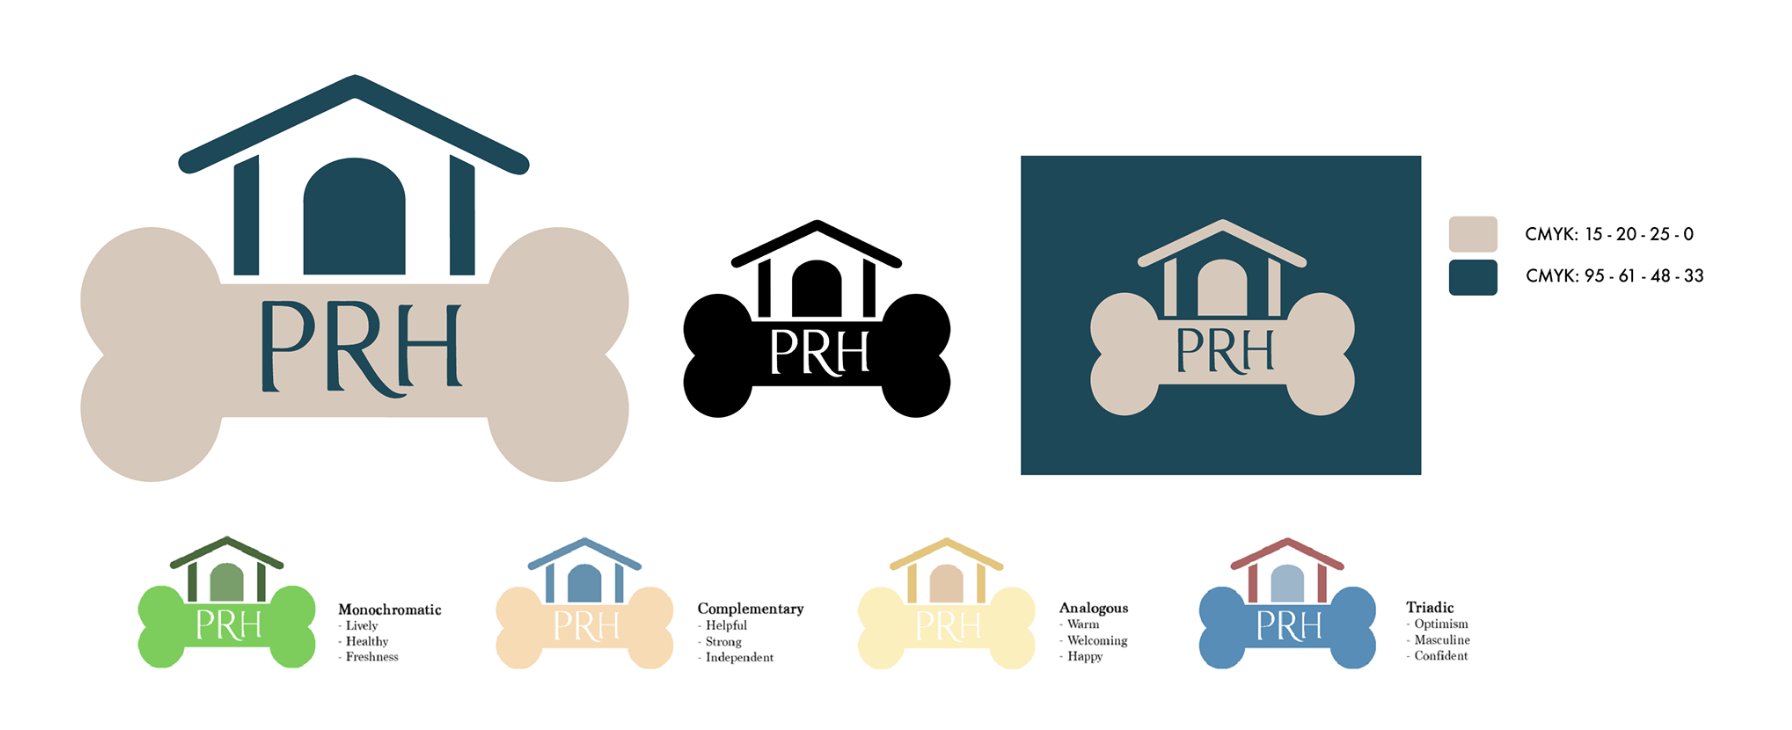 PRH
PRH
PRH
CMYK: 15 - 20 - 25 - 0
CMYK: 95 - 61 - 48 - 33
PRH
Monochromatic
- Lively
- Healthy
- Freshness
PRH
Complementary
- Helpful
- Strong
- Independent
PRH
Analogous
- Warm
- Welcoming
- Happy
PRH
Triadic
- Optimism
- Masculine
- Confident